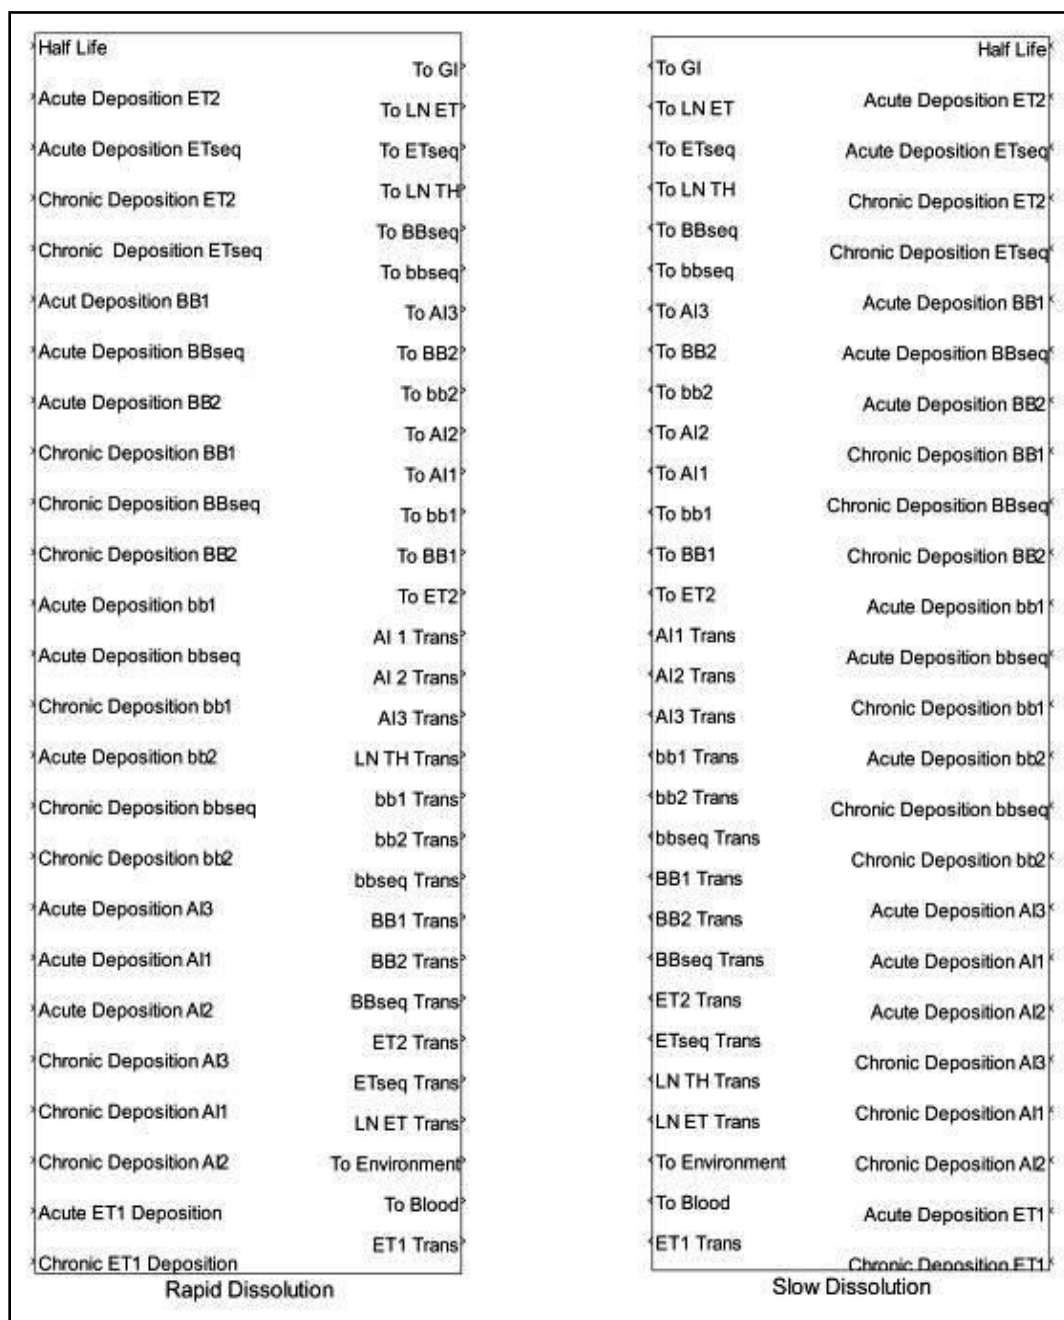 Half Life
Acute Deposition ET2
Acute Deposition ETseq
Chronic Deposition ET2
Chronic  Deposition ETseq
Acut Deposition BB1
Acute Deposition BBseq
Acute Deposition BB2
Chronic Deposition BB1
Chronic Deposition BBseq
Chronic Deposition BB2
Acute Deposition bb1
Acute Deposition bbseq
Chronic Deposition bb1
Acute Deposition bb2
Chronic Deposition bbseq
Chronic Deposition bb2
Acute Deposition AI3
Acute Deposition AI1
Acute Deposition AI2
Chronic Deposition AI3
Chronic Deposition AI1
Chronic Deposition AI2
Acute ET1 Deposition
Chronic ET1 Deposition
To GI
To LN ET
To ETseq
To LN TH
To BBseq
To bbseq
To AI3
To BB2
To bb2
To AI2
To AI1
To bb1
To BB1
To ET2
AI 1 Trans
AI 2 Trans
AI3 Trans
LN TH Trans
bb1 Trans
bb2 Trans
bbseq Trans
BB1 Trans
BB2 Trans
BBseq Trans
ET2 Trans
ETseq Trans
LN ET Trans
To Environment
To Blood
ET1 Trans
Rapid Dissolution
To GI
To LN ET
To ETseq
To LN TH
To BBseq
To bbseq
To AI3
To BB2
To bb2
To AI2
To AI1
To bb1
To BB1
To ET2
AI1 Trans
AI2 Trans
AI3 Trans
bb1 Trans
bb2 Trans
bbseq Trans
BB1 Trans
BB2 Trans
BBseq Trans
ET2 Trans
ETseq Trans
LN TH Trans
LN ET Trans
To Environment
To Blood
ET1 Trans
Half Life
Acute Deposition ET2
Acute Deposition ETseq
Chronic Deposition ET2
Chronic Deposition ETseq
Acute Deposition BB1
Acute Deposition BBseq
Acute Deposition BB2
Chronic Deposition BB1
Chronic Deposition BBseq
Chronic Deposition BB2
Acute Deposition bb1
Acute Deposition bbseq
Chronic Deposition bb1
Acute Deposition bb2
Chronic Deposition bbseq
Chronic Deposition bb2
Acute Deposition AI3
Acute Deposition AI1
Acute Deposition AI2
Chronic Deposition AI3
Chronic Deposition AI1
Chronic Deposition AI2
Acute Deposition ET1
Chronic Deposition ET1
Slow Dissolution